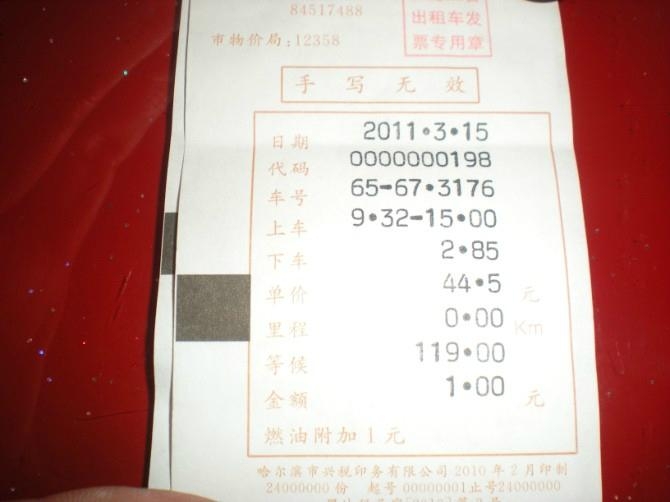 84517488
出租车发
票专用章
市物价局:12358
手写无效
日期 2011•3•15
代码 0000000198
车号 65-67•3176
上车 9•32-15•00
下车 2•85
单价 44•5 元
里程 0•00 Km
等候 119•00
金额 1•00 元
燃油附加1元
哈尔滨市兴税印务有限公司2010年2月印制
24000000份 起号00000001止号24000000